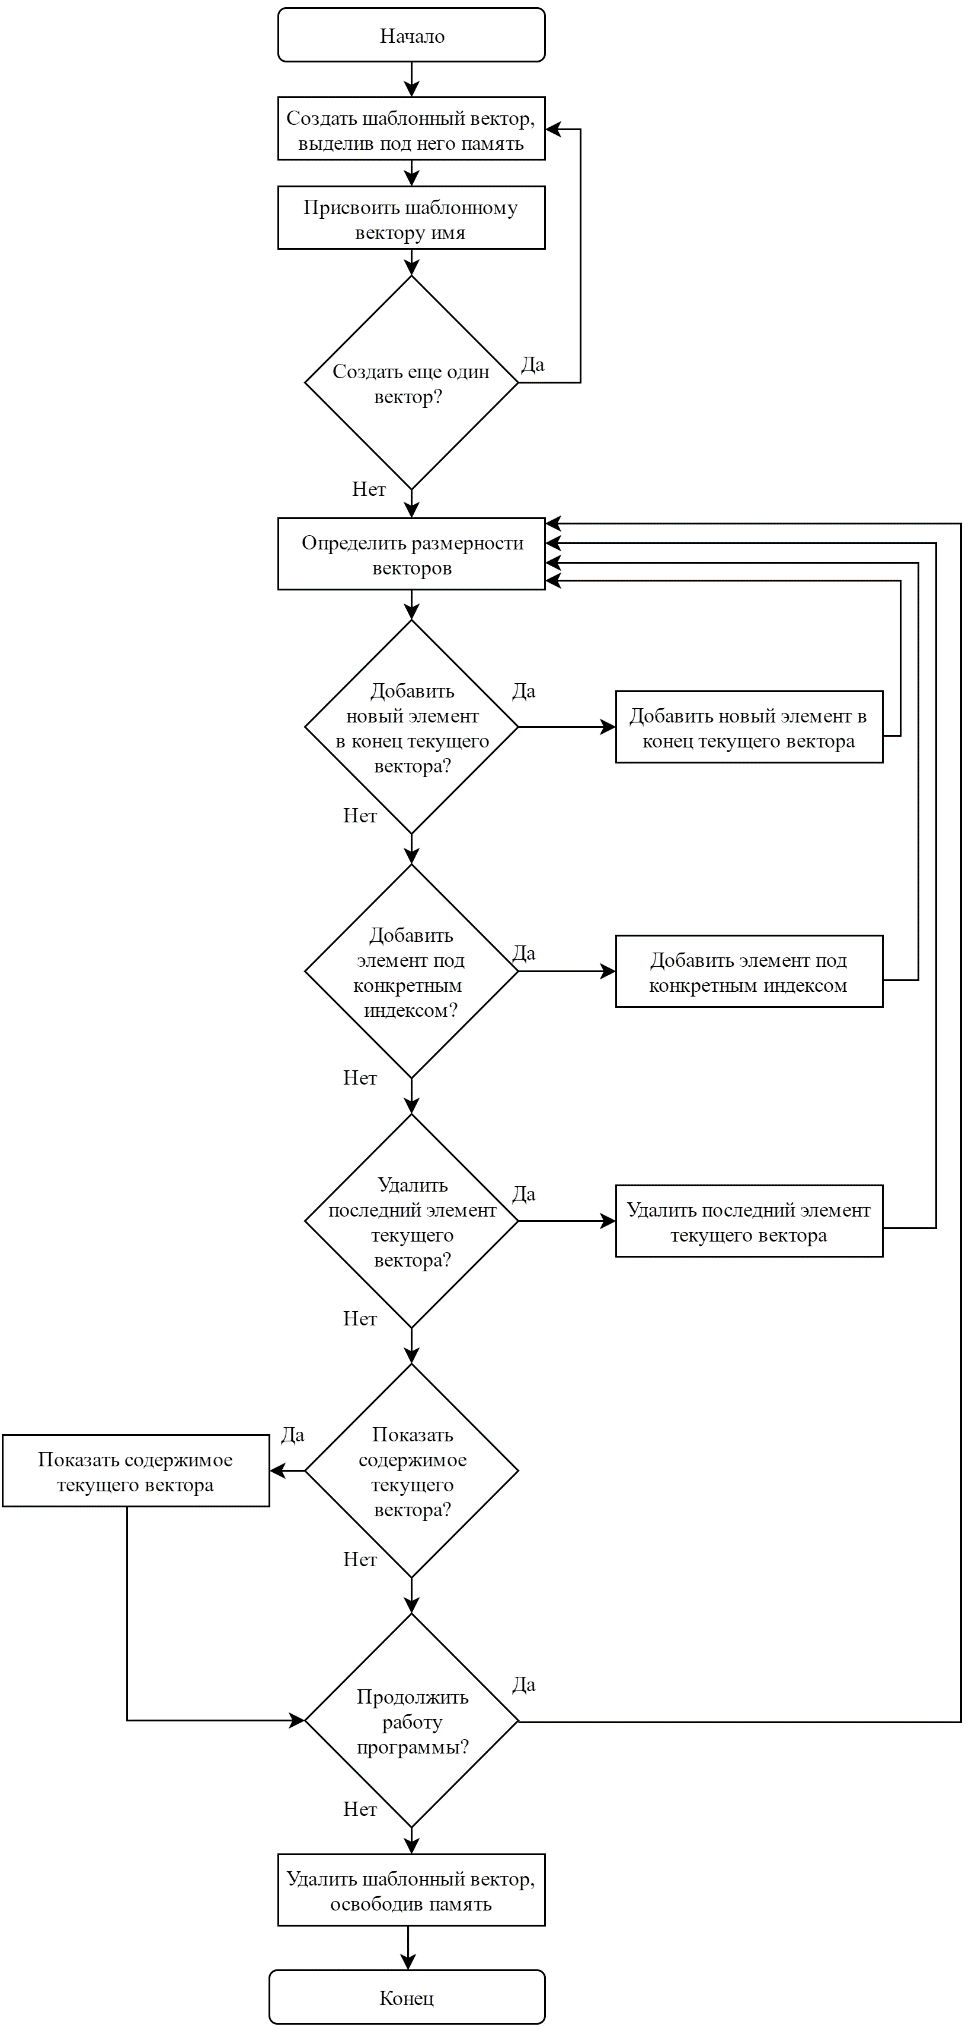 Начало
Создать шаблонный вектор,
выделив под него память
Присвоить шаблонному
вектору имя
Создать еще один
вектор?
Да
Нет
Определить размерности
векторов
Добавить
новый элемент
в конец текущего
вектора?
Да
Добавить новый элемент в
конец текущего вектора
Нет
Добавить
элемент под
конкретным
индексом?
Да
Добавить элемент под
конкретным индексом
Нет
Удалить
последний элемент
текущего
вектора?
Да
Удалить последний элемент
текущего вектора
Нет
Показать
содержимое
текущего
вектора?
Да
Показать содержимое
текущего вектора
Нет
Продолжить
работу
программы?
Да
Нет
Удалить шаблонный вектор,
освободив память
Конец